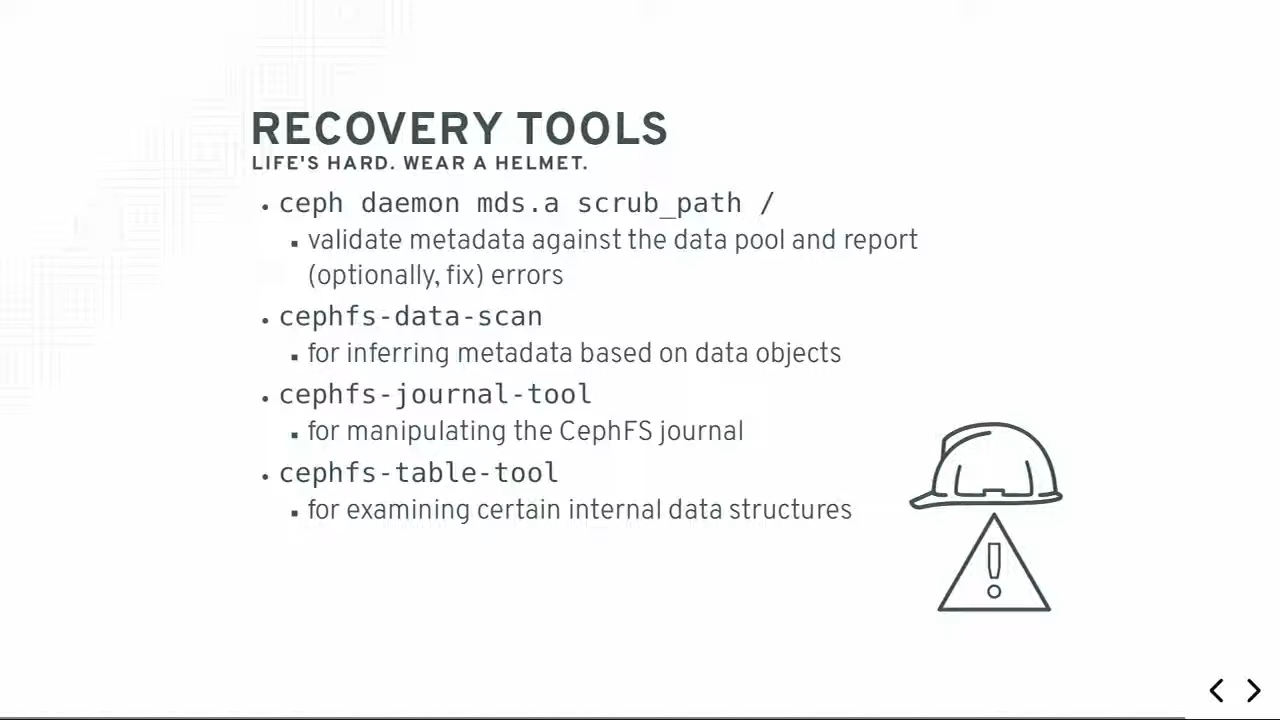 RECOVERY TOOLS
LIFE'S HARD. WEAR A HELMET.
• ceph daemon mds.a scrub_path /
▪ validate metadata against the data pool and report
(optionally, fix) errors
• cephfs-data-scan
▪ for inferring metadata based on data objects
• cephfs-journal-tool
▪ for manipulating the CephFS journal
• cephfs-table-tool
▪ for examining certain internal data structures
!